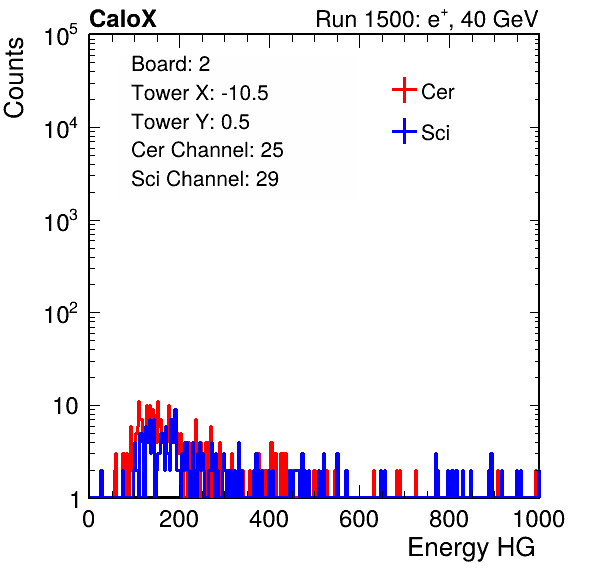 CaloX Run 1500: e+, 40 GeV
Counts
Board: 2
Tower X: -10.5
Tower Y: 0.5
Cer Channel: 25
Sci Channel: 29
Cer
Sci
10^5
10^4
10^3
10^2
10
1
0 200 400 600 800 1000
Energy HG